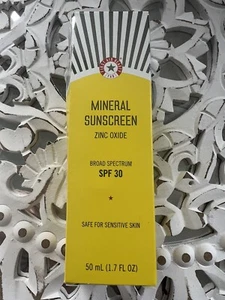 MINERAL
SUNSCREEN
ZINC OXIDE
BROAD SPECTRUM
SPF 30
SAFE FOR SENSITIVE SKIN
50 mL (1.7 FL OZ)